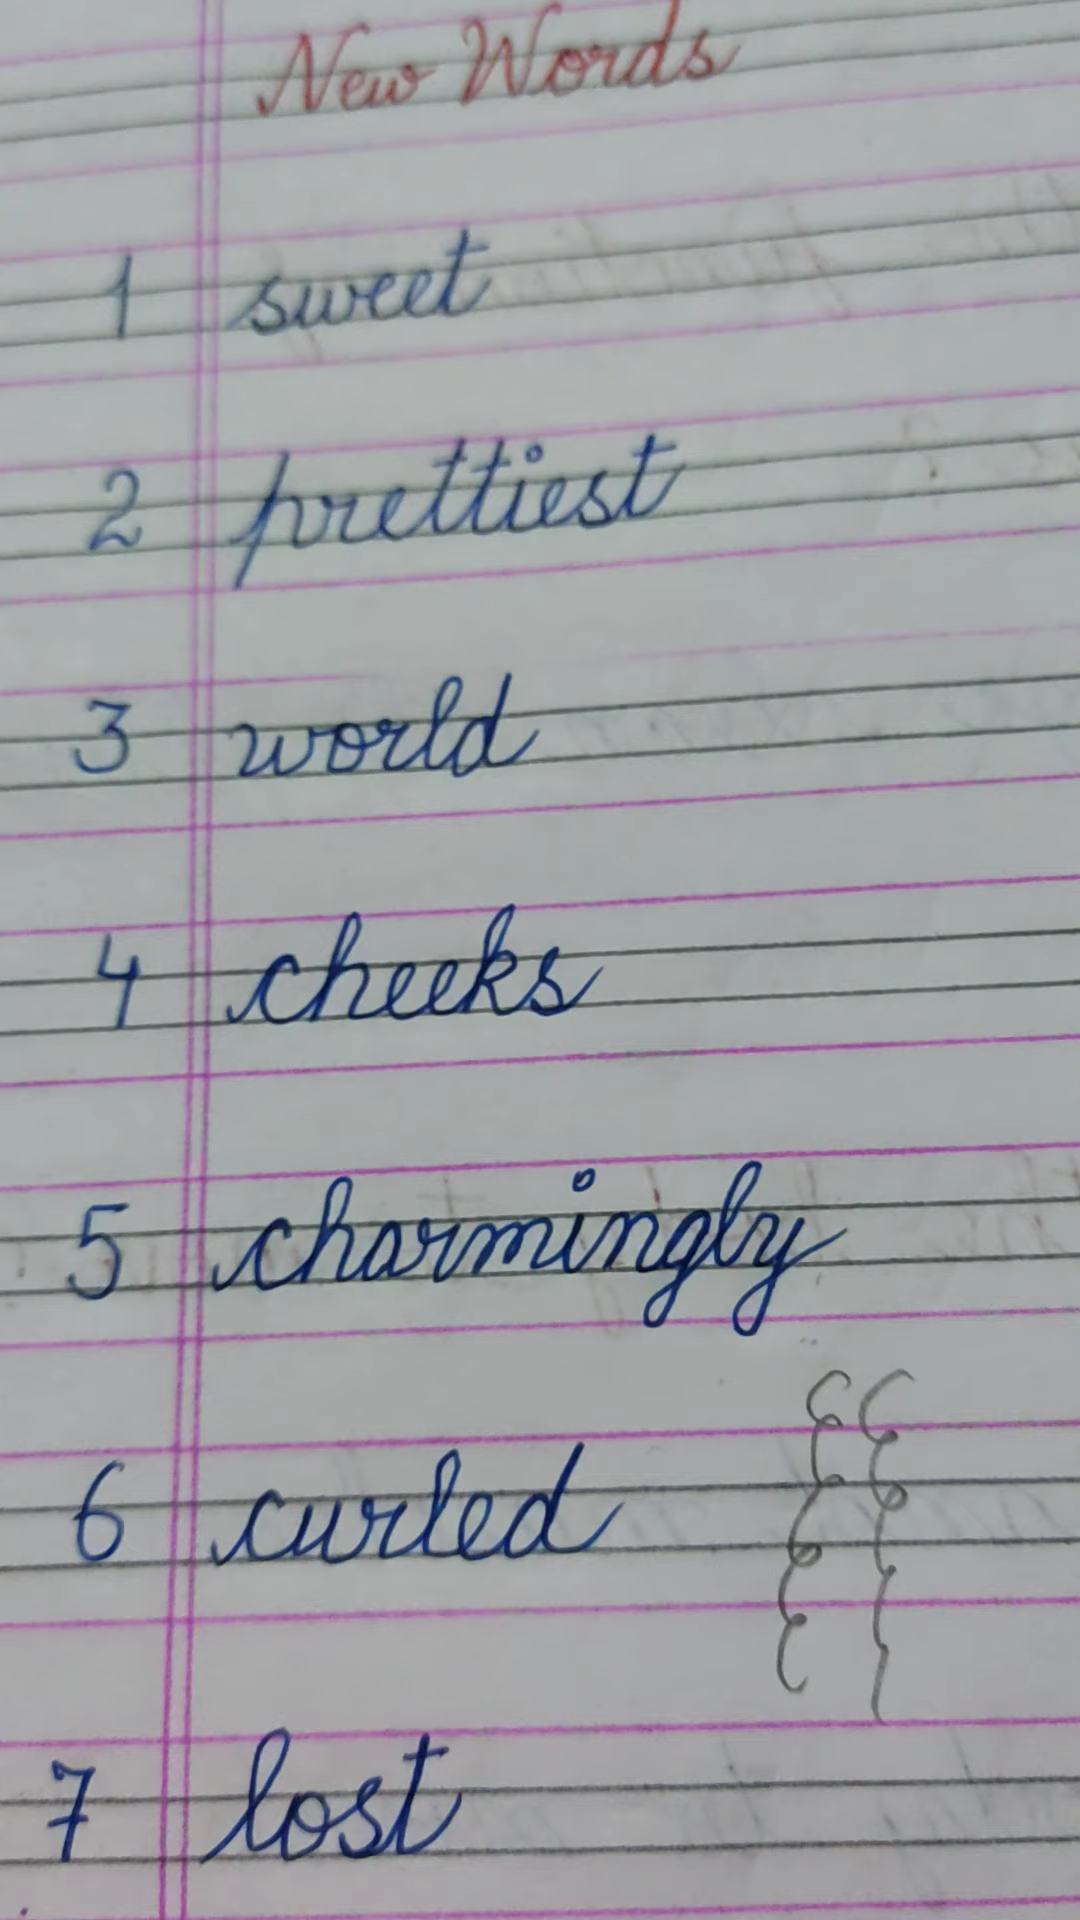 New Words
1 sweet
2 prettiest
3 world
4 cheeks
5 charmingly
6 curled
7 lost